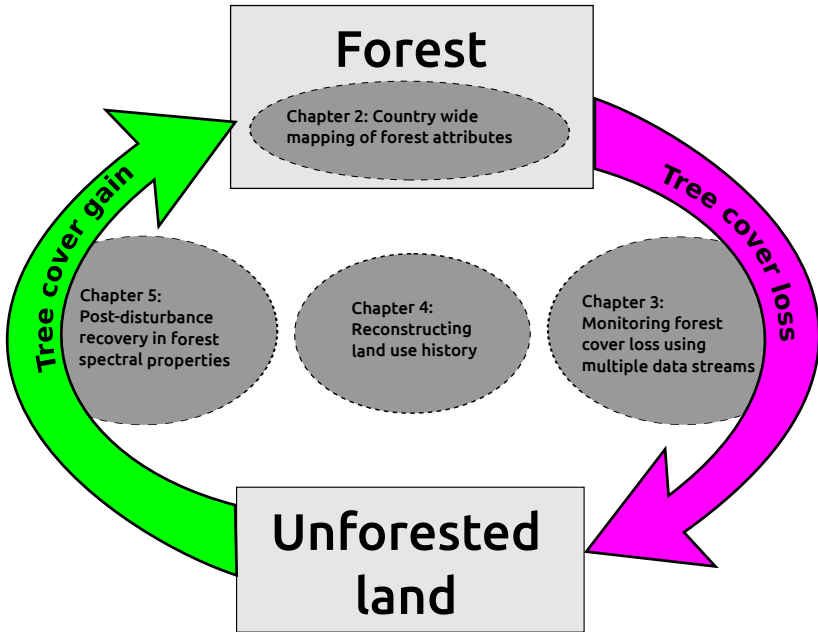 Forest
Chapter 2: Country wide
mapping of forest attributes
Tree cover gain
Tree cover loss
Chapter 5:
Post-disturbance
recovery in forest
spectral properties
Chapter 4:
Reconstructing
land use history
Chapter 3:
Monitoring forest
cover loss using
multiple data streams
Unforested
land